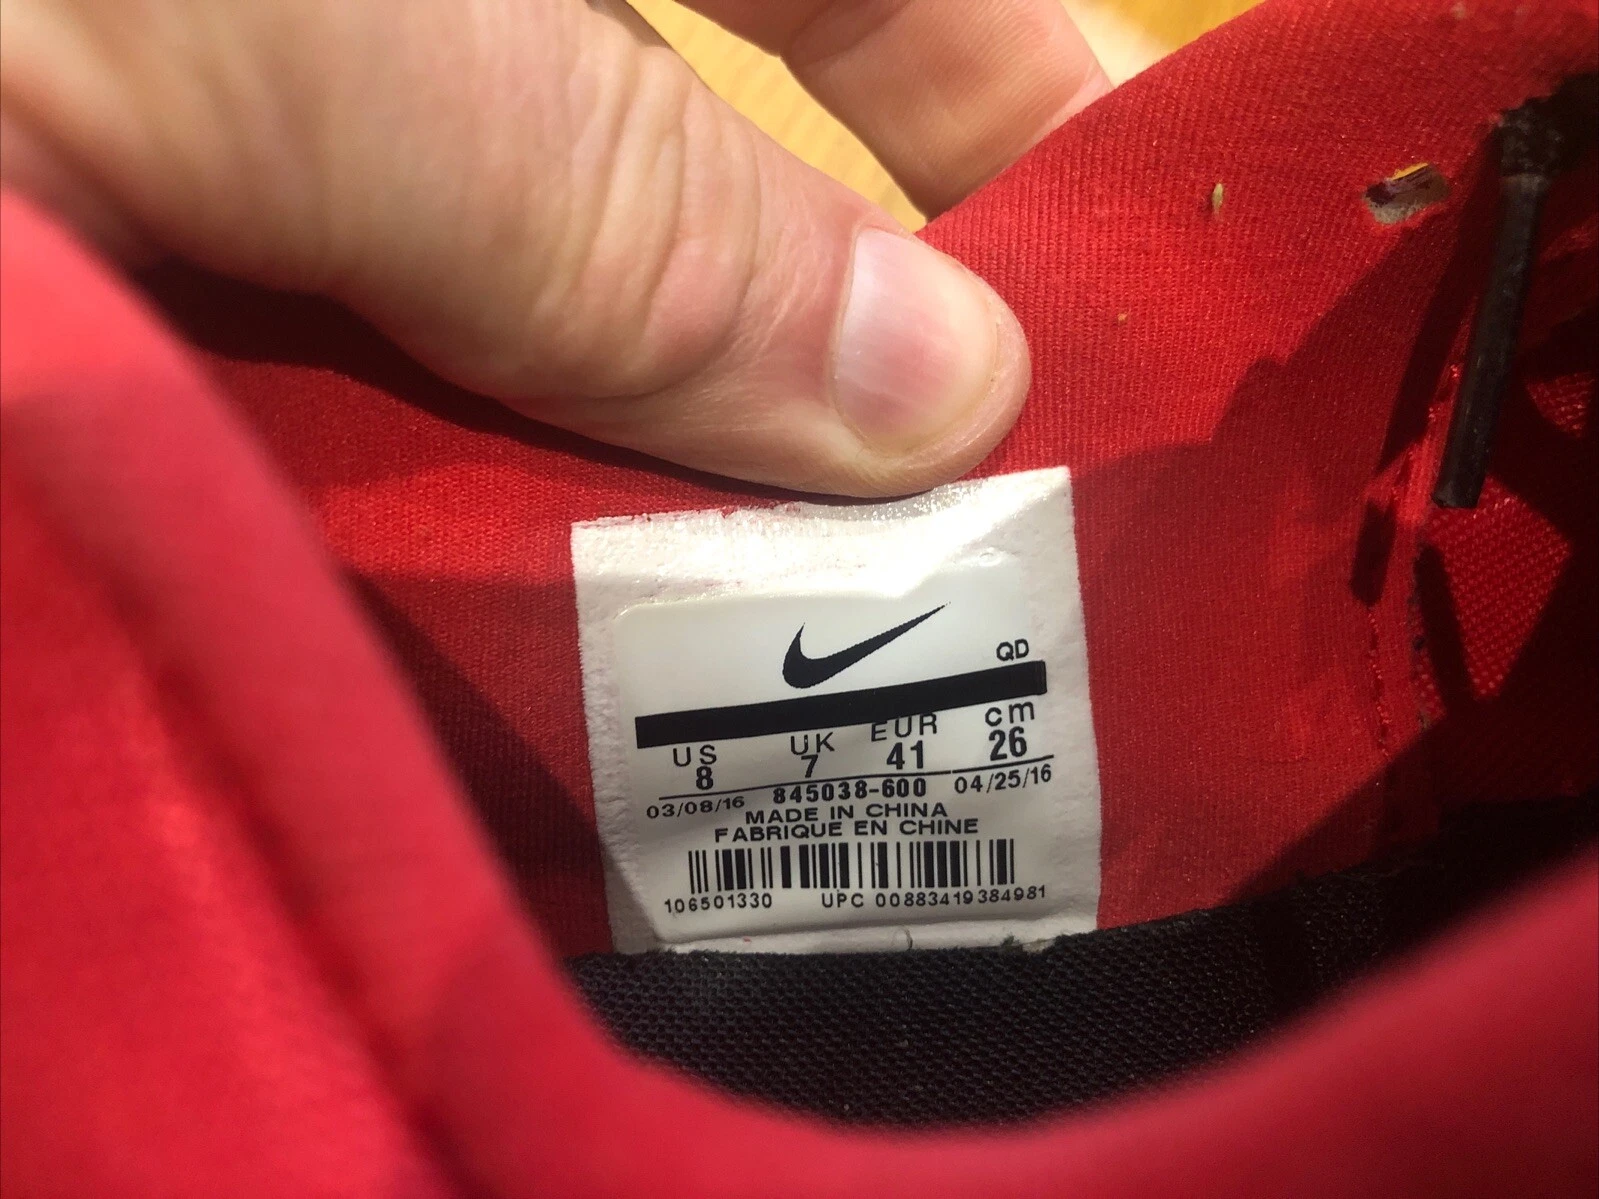 QD
US UK EUR cm
8 7 41 26
03/08/16 845038-600 04/25/16
MADE IN CHINA
FABRIQUE EN CHINE
106501330 UPC 00883419384981